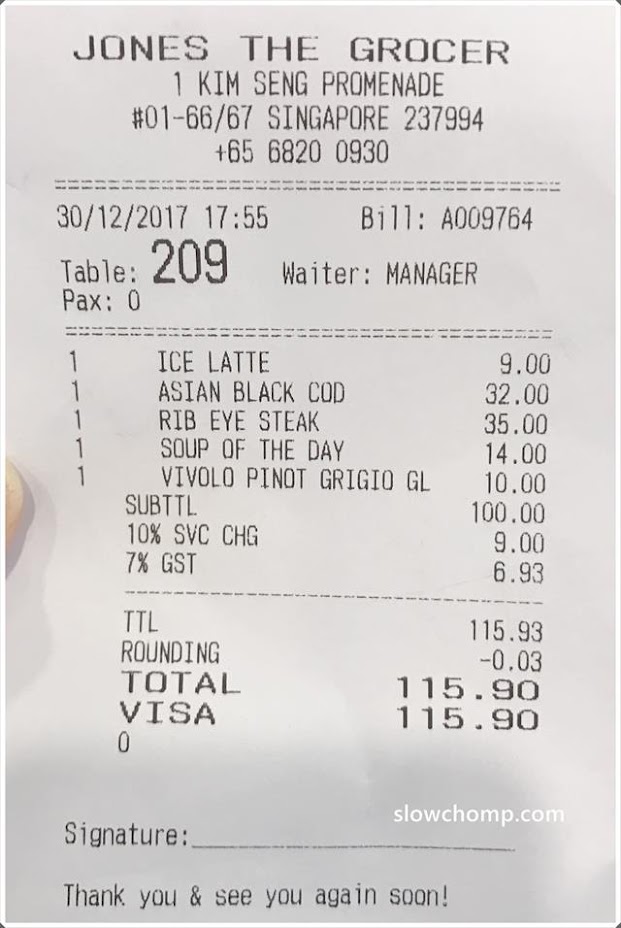 JONES THE GROCER
1 KIM SENG PROMENADE
#01-66/67 SINGAPORE 237994
+65 6820 0930
30/12/2017 17:55 Bill: A009764
Table: 209 Waiter: MANAGER
Pax: 0
1 ICE LATTE 9.00
1 ASIAN BLACK COD 32.00
1 RIB EYE STEAK 35.00
1 SOUP OF THE DAY 14.00
1 VIVOLO PINOT GRIGIO GL 10.00
SUBTTL 100.00
10% SVC CHG 9.00
7% GST 6.93
TTL 115.93
ROUNDING -0.03
TOTAL 115.90
VISA 115.90
0
slowchomp.com
Signature:
Thank you & see you again soon!